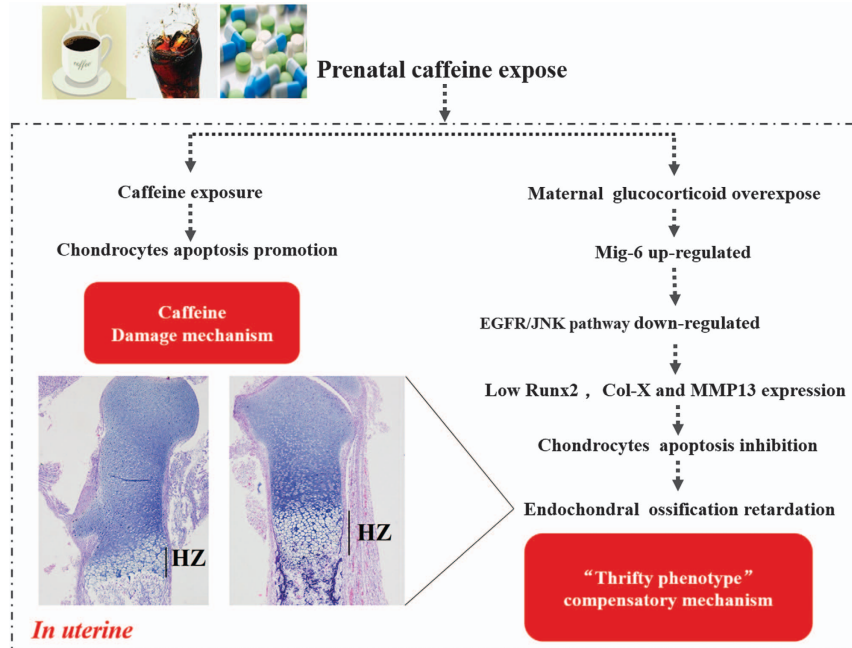 Prenatal caffeine expose
Caffeine exposure
Chondrocytes apoptosis promotion
Caffeine
Damage mechanism
HZ
HZ
In uterine
Maternal glucocorticoid overexpose
Mig-6 up-regulated
EGFR/JNK pathway down-regulated
Low Runx2 , Col-X and MMP13 expression
Chondrocytes apoptosis inhibition
Endochondral ossification retardation
“Thrifty phenotype”
compensatory mechanism